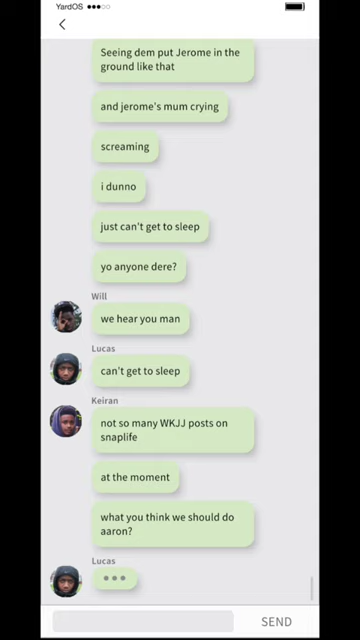 YardOS
Seeing dem put Jerome in the
ground like that
and jerome's mum crying
screaming
i dunno
just can't get to sleep
yo anyone dere?
Will
we hear you man
Lucas
can't get to sleep
Keiran
not so many WKJJ posts on
snaplife
at the moment
what you think we should do
aaron?
Lucas
SEND